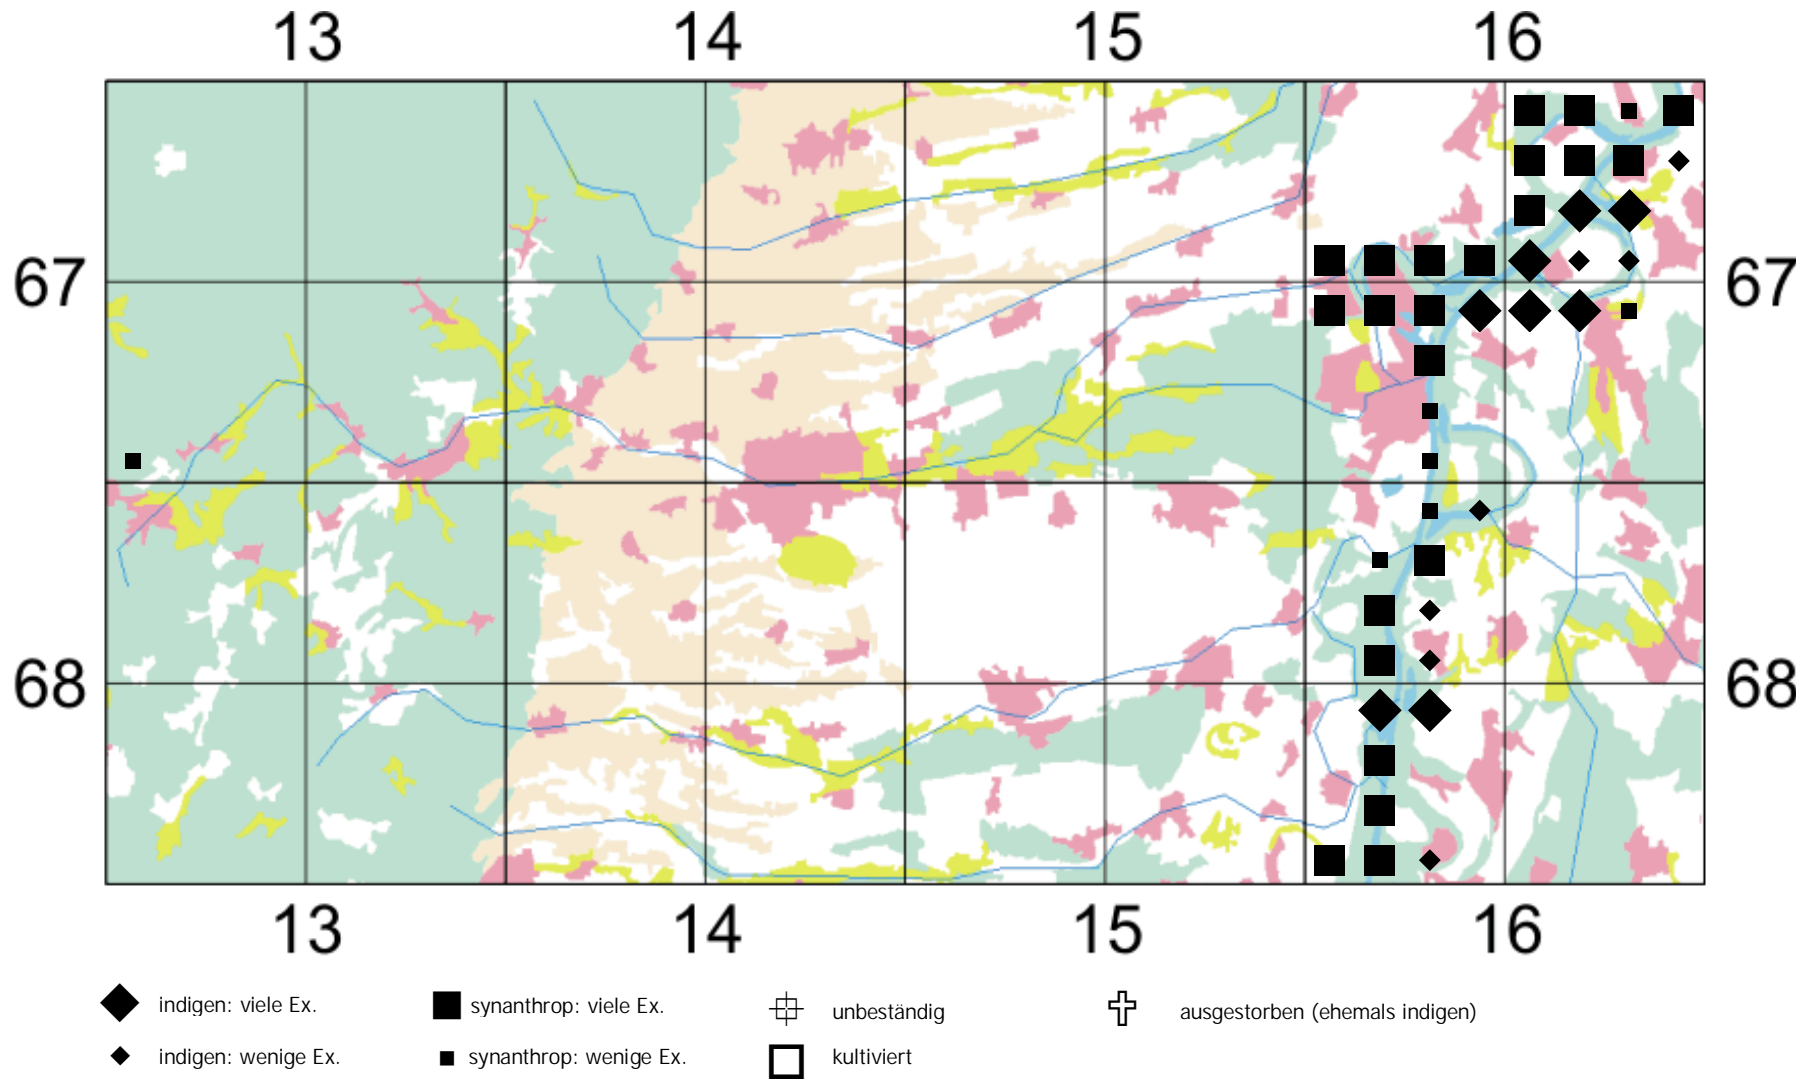 13 14 15 16
67 67
68 68
13 14 15 16
indigen: viele Ex. synanthrop: viele Ex. unbeständig ausgestorben (ehemals indigen)
indigen: wenige Ex. synanthrop: wenige Ex. kultiviert